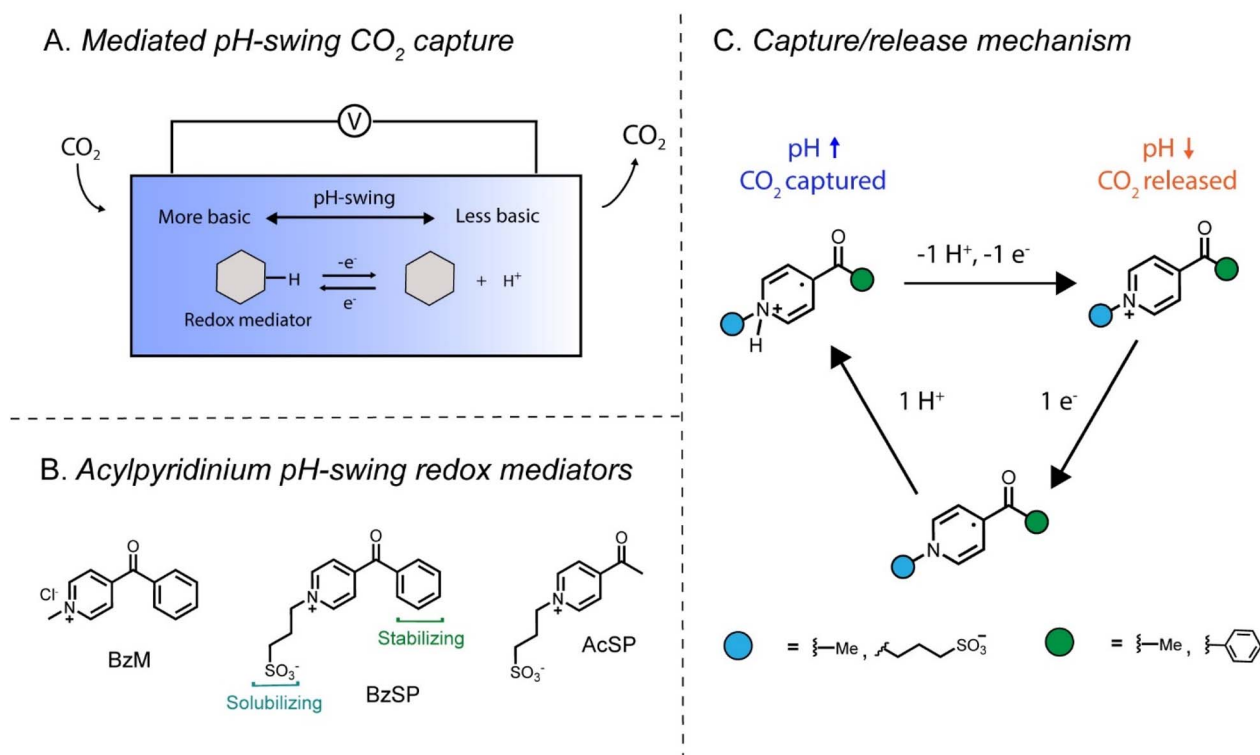 A. Mediated pH-swing CO₂ capture
V
CO₂
CO₂
pH-swing
More basic
Less basic
H
-e⁻
e⁻
+ H⁺
Redox mediator
B. Acylpyridinium pH-swing redox mediators
O
Cl⁻
N
+
BzM
O
N
+
Stabilizing
SO₃⁻
Solubilizing
BzSP
O
N
+
AcSP
SO₃⁻
C. Capture/release mechanism
pH ↑
CO₂ captured
pH ↓
CO₂ released
O
N
+
H
-1 H⁺, -1 e⁻
O
N
+
1 H⁺
1 e⁻
O
N
= Me , SO₃⁻
= Me ,